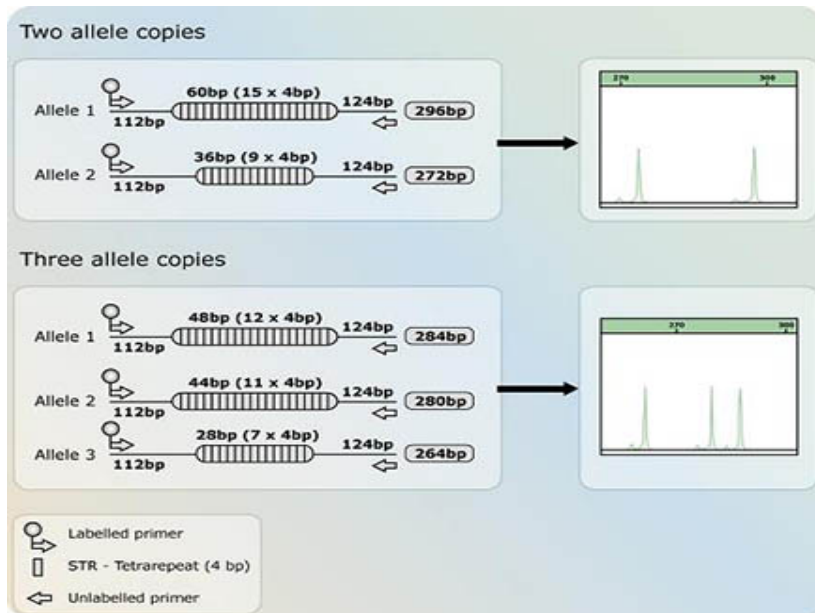 Two allele copies
60bp (15 x 4bp)
Allele 1
112bp
124bp
296bp
36bp (9 x 4bp)
Allele 2
112bp
124bp
272bp
270 300
Three allele copies
48bp (12 x 4bp)
Allele 1
112bp
124bp
284bp
44bp (11 x 4bp)
Allele 2
112bp
124bp
280bp
28bp (7 x 4bp)
Allele 3
112bp
124bp
264bp
270 300
Labelled primer
STR - Tetrarepeat (4 bp)
Unlabelled primer